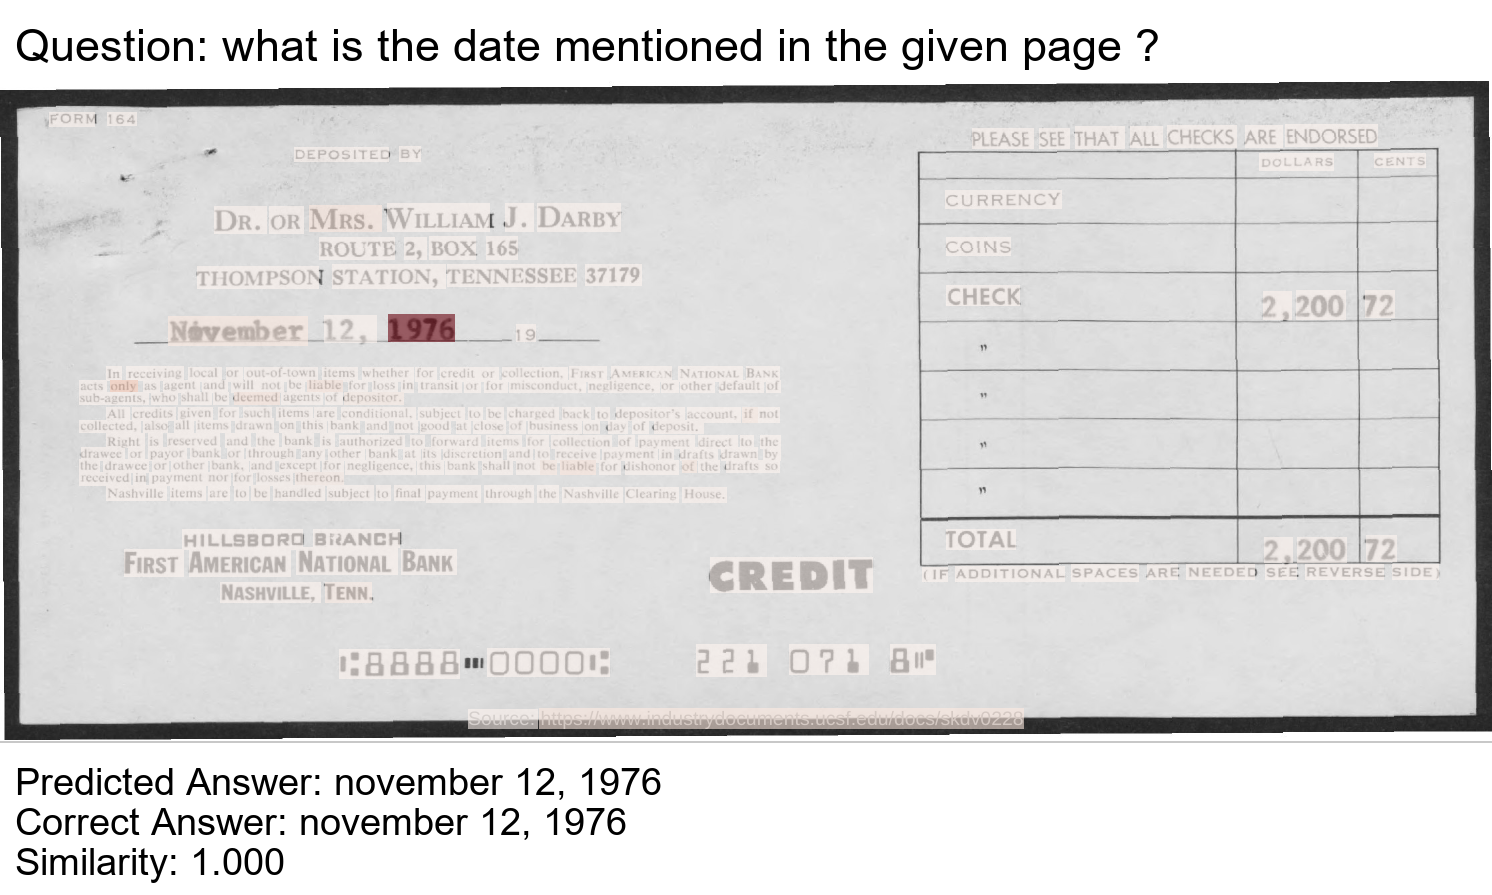 Question: what is the date mentioned in the given page ?
FORM 164
DEPOSITED BY
DR. OR MRS. WILLIAM J. DARBY
ROUTE 2, BOX 165
THOMPSON STATION, TENNESSEE 37179
November 12, 1976 19
In receiving local or out-of-town items whether for credit or collection, FIRST AMERICAN NATIONAL BANK
acts only as agent and will not be liable for loss in transit or for misconduct, negligence, or other default of
sub-agents, who shall be deemed agents of depositor.
All credits given for such items are conditional, subject to be charged back to depositor's account, if not
collected, also all items drawn on this bank and not good at close of business on day of deposit.
Right is reserved and the bank is authorized to forward items for collection of payment direct to the
drawee or payor bank or through any other bank at its discretion and to receive payment in drafts drawn by
the drawee or other bank, and except for negligence, this bank shall not be liable for dishonor of the drafts so
received in payment nor for losses thereon.
Nashville items are to be handled subject to final payment through the Nashville Clearing House.
HILLSBORO BRANCH
FIRST AMERICAN NATIONAL BANK
NASHVILLE, TENN.
CREDIT
PLEASE SEE THAT ALL CHECKS ARE ENDORSED
DOLLARS CENTS
CURRENCY
COINS
CHECK 2,200 72
"
"
"
"
TOTAL 2,200 72
(IF ADDITIONAL SPACES ARE NEEDED SEE REVERSE SIDE)
⑆8888⑉0000⑆ 221 071 8⑈
Source: https://www.industrydocuments.ucsf.edu/docs/skdv0228
Predicted Answer: november 12, 1976
Correct Answer: november 12, 1976
Similarity: 1.000